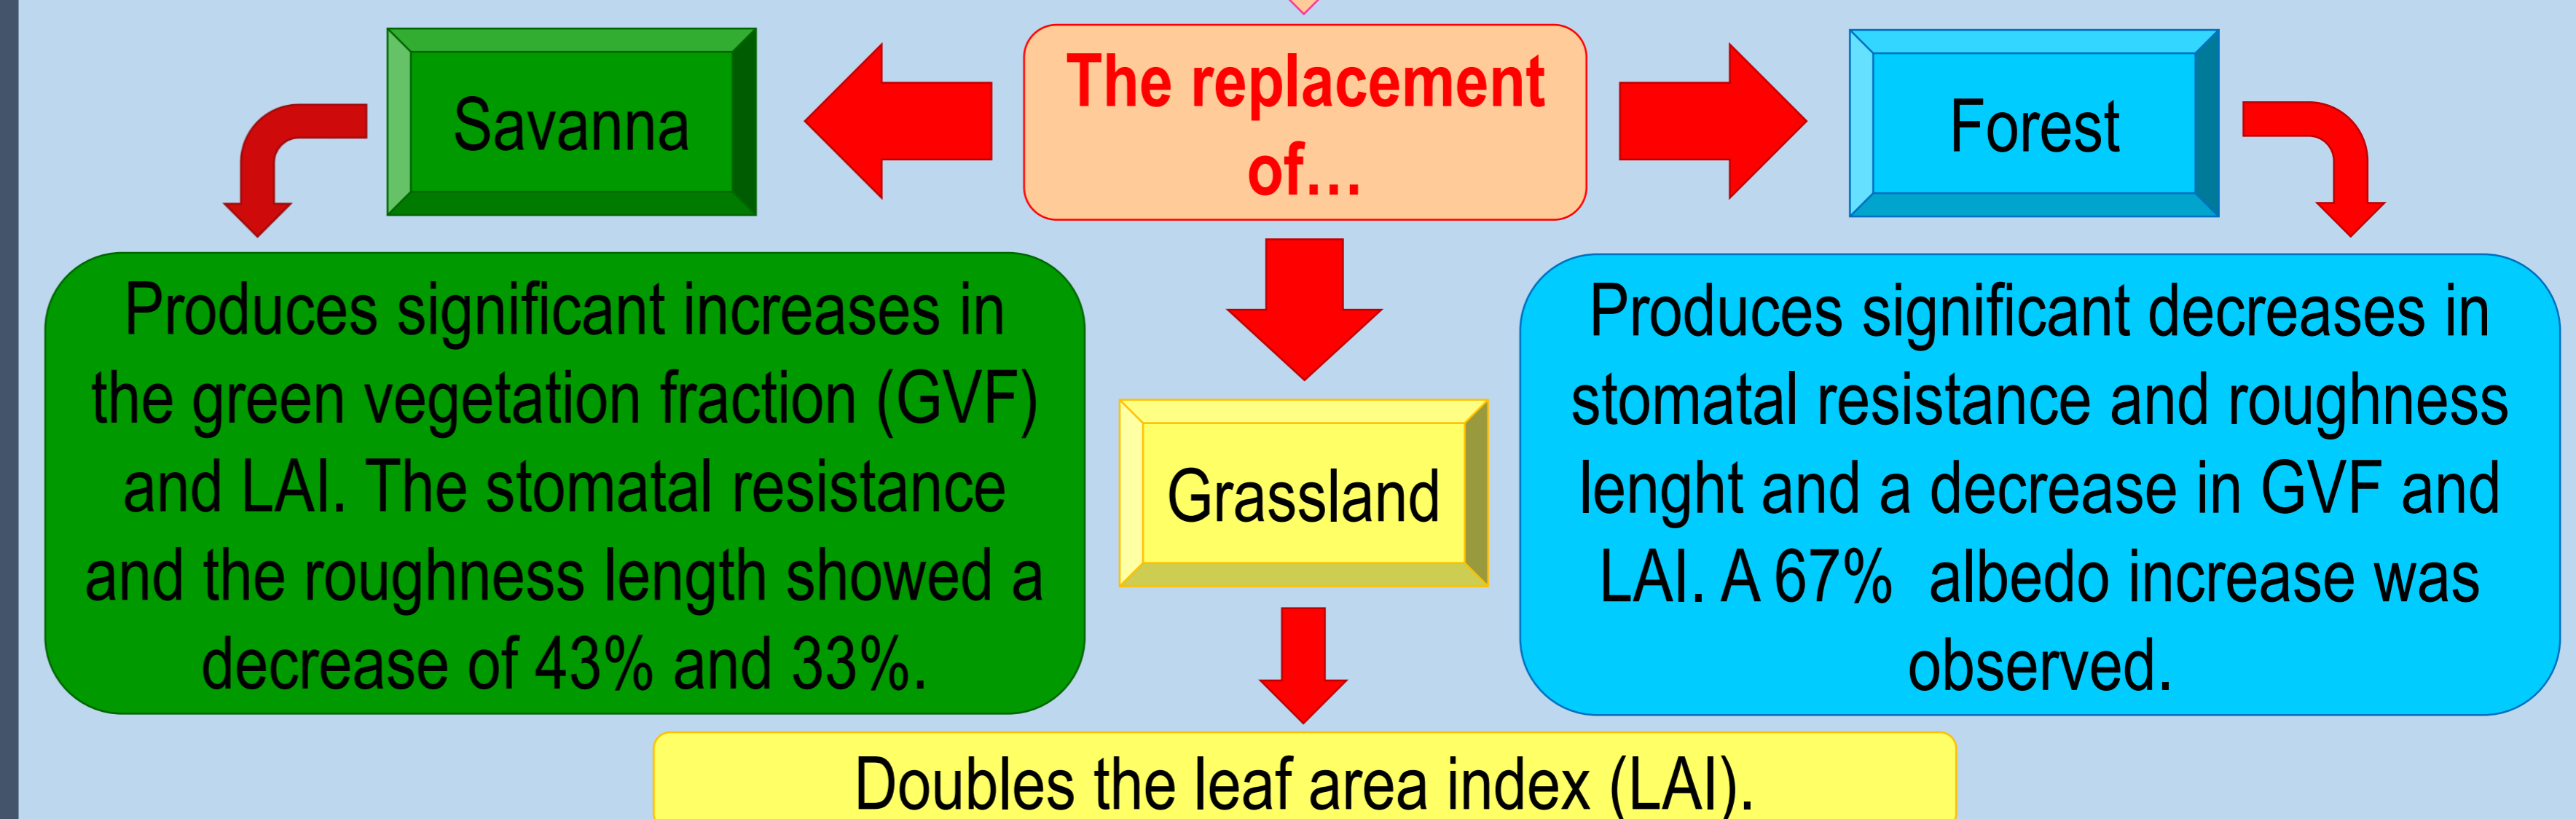 The replacement
of...
Savanna
Produces significant increases in
the green vegetation fraction (GVF)
and LAI. The stomatal resistance
and the roughness length showed a
decrease of 43% and 33%.
Grassland
Doubles the leaf area index (LAI).
Forest
Produces significant decreases in
stomatal resistance and roughness
lenght and a decrease in GVF and
LAI. A 67% albedo increase was
observed.